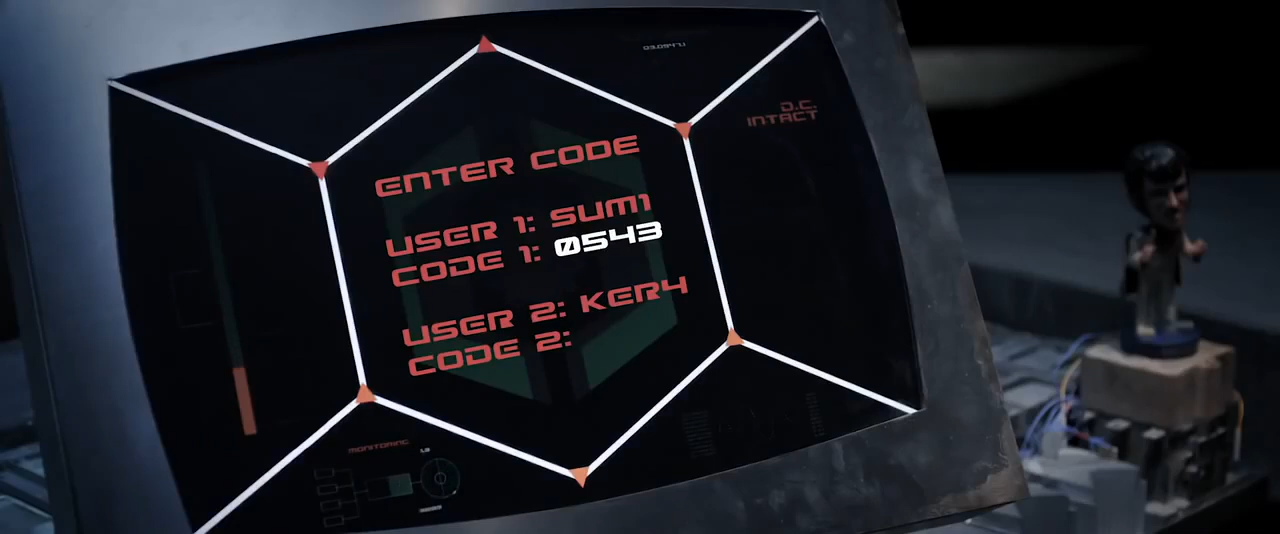 D.C.
INTACT
ENTER CODE
USER 1: SUM1
CODE 1: 0543
USER 2: KER4
CODE 2:
MONITORING